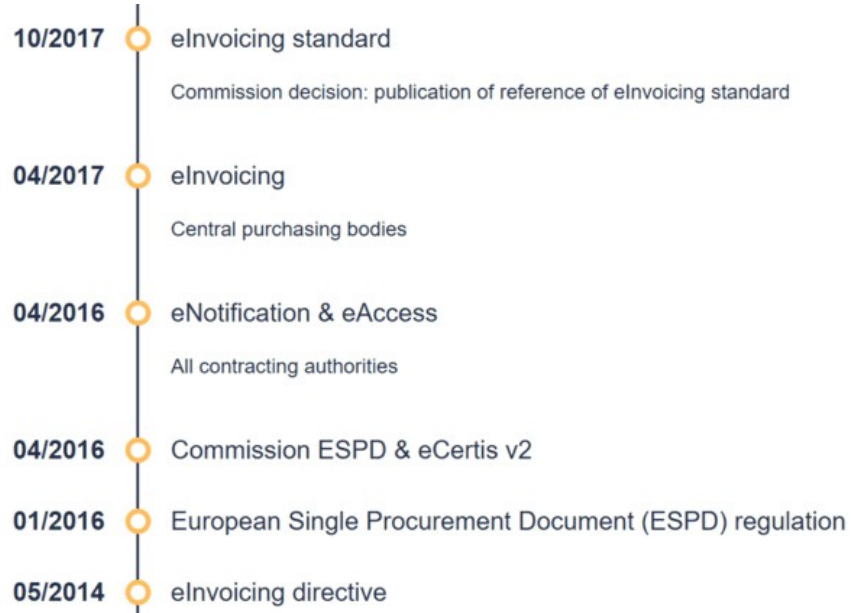 10/2017 eInvoicing standard
Commission decision: publication of reference of eInvoicing standard
04/2017 eInvoicing
Central purchasing bodies
04/2016 eNotification & eAccess
All contracting authorities
04/2016 Commission ESPD & eCertis v2
01/2016 European Single Procurement Document (ESPD) regulation
05/2014 eInvoicing directive